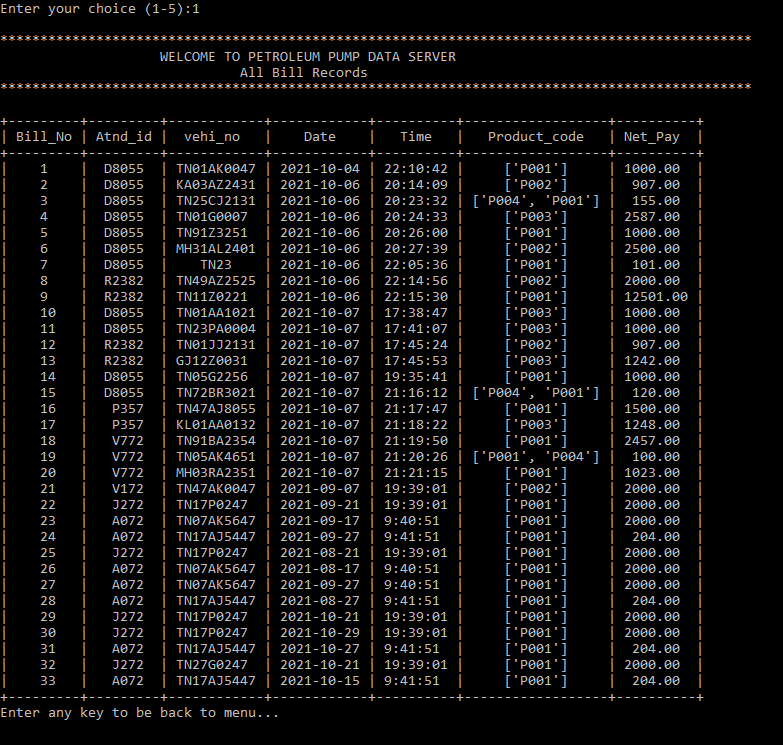 Enter your choice (1-5):1
**********************************************************************************************
WELCOME TO PETROLEUM PUMP DATA SERVER
All Bill Records
**********************************************************************************************
+---------+---------+------------+------------+----------+------------------+----------+
| Bill_No | Atnd_id | vehi_no | Date | Time | Product_code | Net_Pay |
+---------+---------+------------+------------+----------+------------------+----------+
| 1 | D8055 | TN01AK0047 | 2021-10-04 | 22:10:42 | ['P001'] | 1000.00 |
| 2 | D8055 | KA03AZ2431 | 2021-10-06 | 20:14:09 | ['P002'] | 907.00 |
| 3 | D8055 | TN25CJ2131 | 2021-10-06 | 20:23:32 | ['P004', 'P001'] | 155.00 |
| 4 | D8055 | TN01G0007 | 2021-10-06 | 20:24:33 | ['P003'] | 2587.00 |
| 5 | D8055 | TN91Z3251 | 2021-10-06 | 20:26:00 | ['P001'] | 1000.00 |
| 6 | D8055 | MH31AL2401 | 2021-10-06 | 20:27:39 | ['P002'] | 2500.00 |
| 7 | D8055 | TN23 | 2021-10-06 | 22:05:36 | ['P001'] | 101.00 |
| 8 | R2382 | TN49AZ2525 | 2021-10-06 | 22:14:56 | ['P002'] | 2000.00 |
| 9 | R2382 | TN11Z0221 | 2021-10-06 | 22:15:30 | ['P001'] | 12501.00 |
| 10 | D8055 | TN01AA1021 | 2021-10-07 | 17:38:47 | ['P003'] | 1000.00 |
| 11 | D8055 | TN23PA0004 | 2021-10-07 | 17:41:07 | ['P003'] | 1000.00 |
| 12 | R2382 | TN01JJ2131 | 2021-10-07 | 17:45:24 | ['P002'] | 907.00 |
| 13 | R2382 | GJ12Z0031 | 2021-10-07 | 17:45:53 | ['P003'] | 1242.00 |
| 14 | D8055 | TN05G2256 | 2021-10-07 | 19:35:41 | ['P001'] | 1000.00 |
| 15 | D8055 | TN72BR3021 | 2021-10-07 | 21:16:12 | ['P004', 'P001'] | 120.00 |
| 16 | P357 | TN47AJ8055 | 2021-10-07 | 21:17:47 | ['P001'] | 1500.00 |
| 17 | P357 | KL01AA0132 | 2021-10-07 | 21:18:22 | ['P003'] | 1248.00 |
| 18 | V772 | TN91BA2354 | 2021-10-07 | 21:19:50 | ['P001'] | 2457.00 |
| 19 | V772 | TN05AK4651 | 2021-10-07 | 21:20:26 | ['P001', 'P004'] | 100.00 |
| 20 | V772 | MH03RA2351 | 2021-10-07 | 21:21:15 | ['P001'] | 1023.00 |
| 21 | V172 | TN47AK0047 | 2021-09-07 | 19:39:01 | ['P002'] | 2000.00 |
| 22 | J272 | TN17P0247 | 2021-09-21 | 19:39:01 | ['P001'] | 2000.00 |
| 23 | A072 | TN07AK5647 | 2021-09-17 | 9:40:51 | ['P001'] | 2000.00 |
| 24 | A072 | TN17AJ5447 | 2021-09-27 | 9:41:51 | ['P001'] | 204.00 |
| 25 | J272 | TN17P0247 | 2021-08-21 | 19:39:01 | ['P001'] | 2000.00 |
| 26 | A072 | TN07AK5647 | 2021-08-17 | 9:40:51 | ['P001'] | 2000.00 |
| 27 | A072 | TN07AK5647 | 2021-09-27 | 9:40:51 | ['P001'] | 2000.00 |
| 28 | A072 | TN17AJ5447 | 2021-08-27 | 9:41:51 | ['P001'] | 204.00 |
| 29 | J272 | TN17P0247 | 2021-10-21 | 19:39:01 | ['P001'] | 2000.00 |
| 30 | J272 | TN17P0247 | 2021-10-29 | 19:39:01 | ['P001'] | 2000.00 |
| 31 | A072 | TN17AJ5447 | 2021-10-27 | 9:41:51 | ['P001'] | 204.00 |
| 32 | J272 | TN27G0247 | 2021-10-21 | 19:39:01 | ['P001'] | 2000.00 |
| 33 | A072 | TN17AJ5447 | 2021-10-15 | 9:41:51 | ['P001'] | 204.00 |
+---------+---------+------------+------------+----------+------------------+----------+
Enter any key to be back to menu...